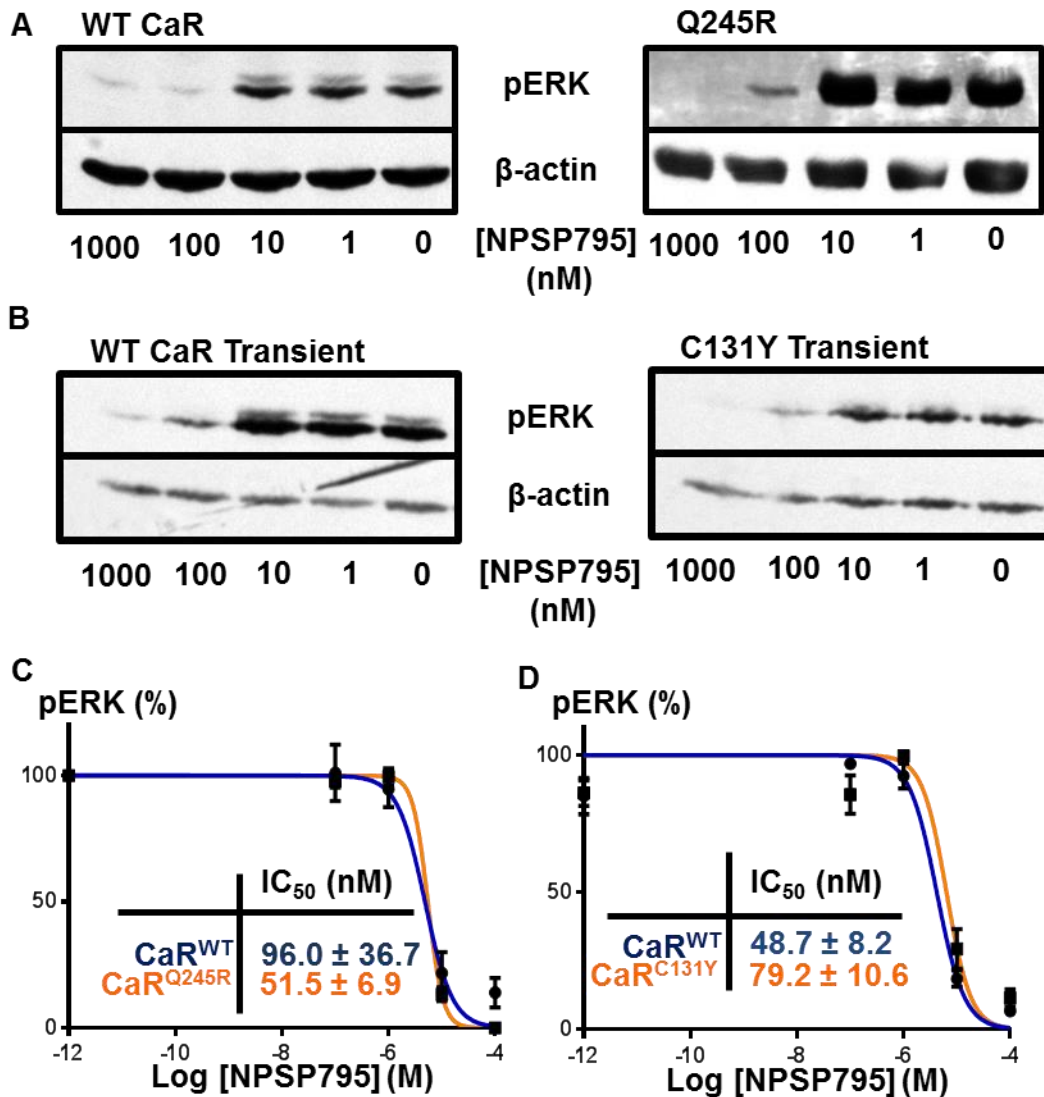 A
WT CaR
Q245R
pERK
β-actin
1000 100 10 1 0
[NPSP795]
(nM)
1000 100 10 1 0
B
WT CaR Transient
C131Y Transient
pERK
β-actin
1000 100 10 1 0
[NPSP795]
(nM)
1000 100 10 1 0
C
pERK (%)
100
50
0
IC50 (nM)
CaRWT 96.0 ± 36.7
CaRQ245R 51.5 ± 6.9
-12 -10 -8 -6 -4
Log [NPSP795] (M)
D
pERK (%)
100
50
0
IC50 (nM)
CaRWT 48.7 ± 8.2
CaRC131Y 79.2 ± 10.6
-12 -10 -8 -6 -4
Log [NPSP795] (M)